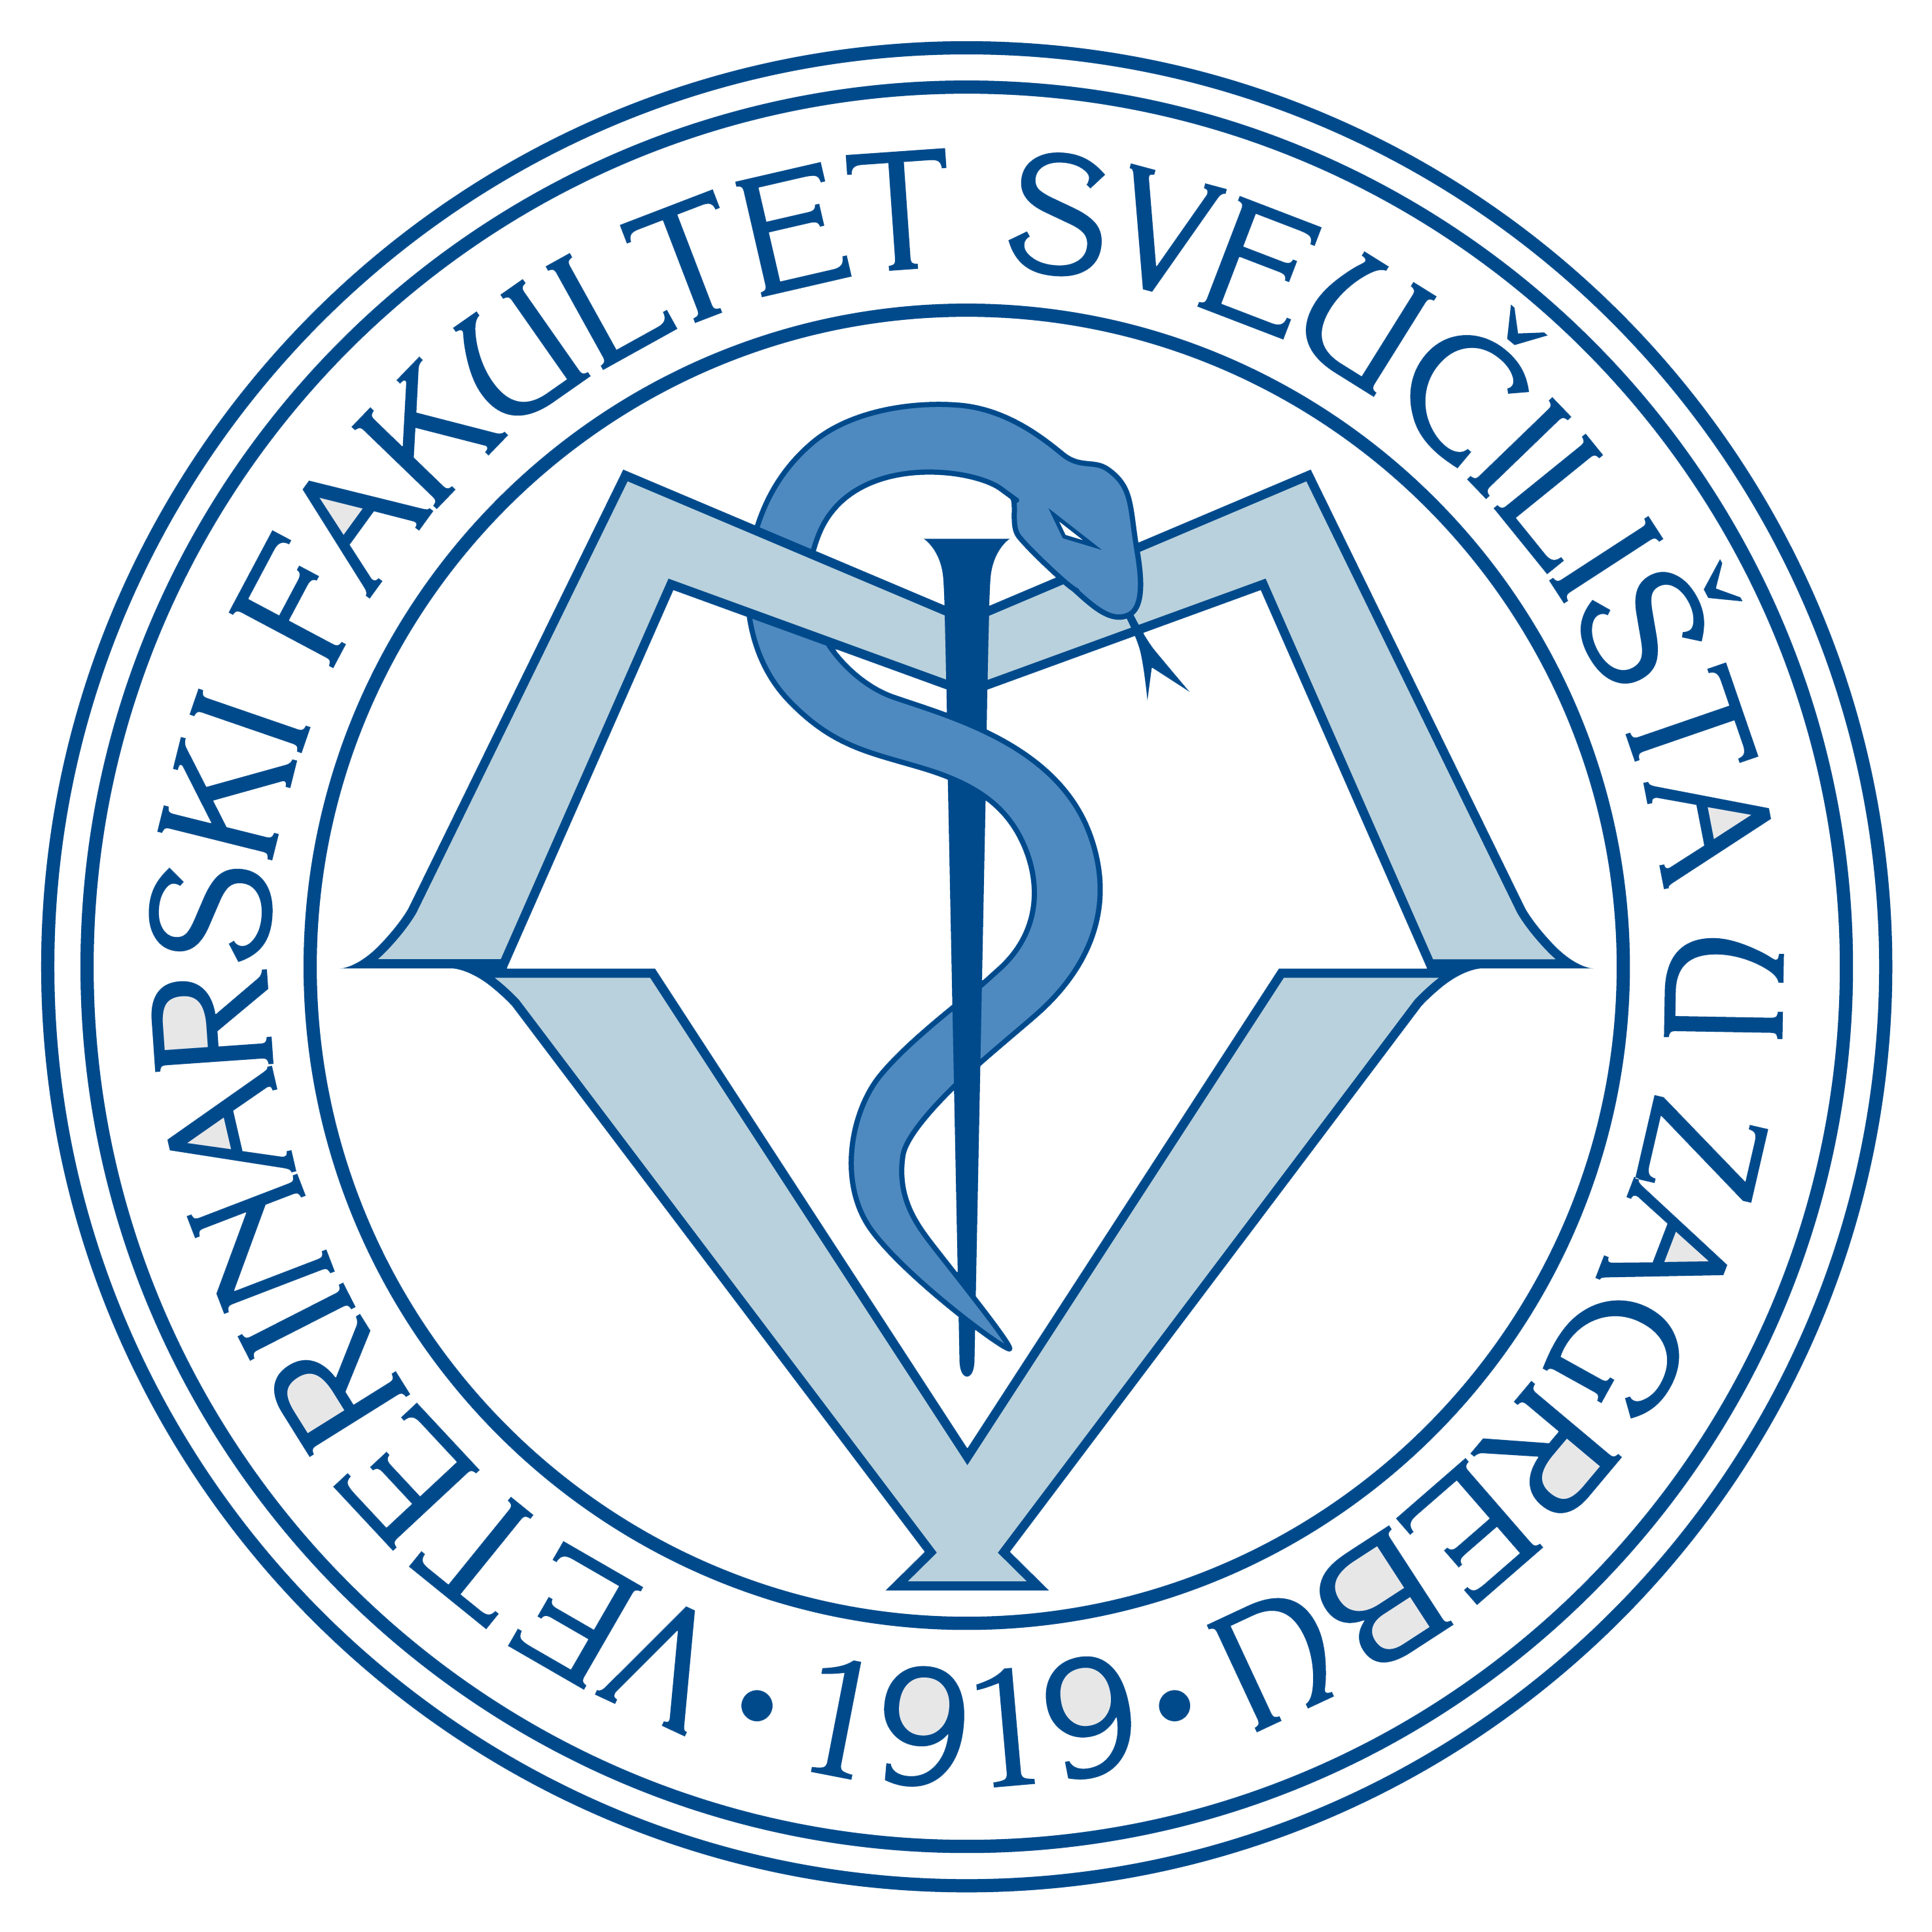 VETERINARSKI FAKULTET SVEUČILIŠTA U ZAGREBU
• 1919 •